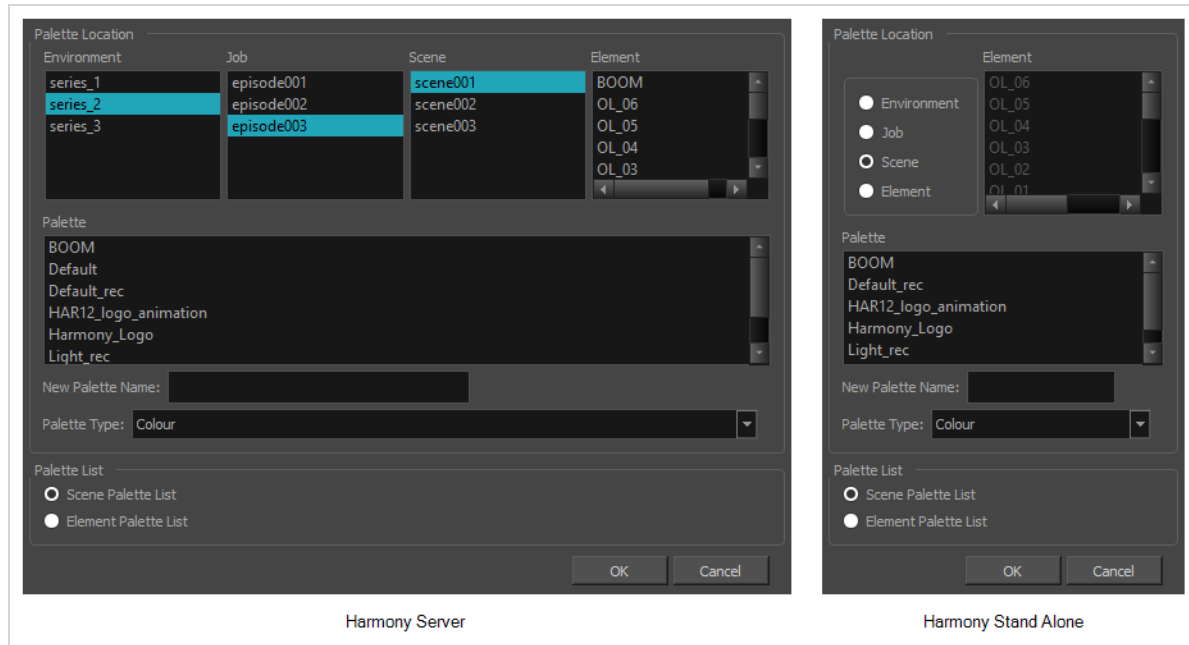 Palette Location
Environment Job Scene Element
series_1 episode001 scene001 BOOM
series_2 episode002 scene002 OL_06
series_3 episode003 scene003 OL_05
OL_04
OL_03
Palette
BOOM
Default
Default_rec
HAR12_logo_animation
Harmony_Logo
Light_rec
New Palette Name:
Palette Type: Colour
Palette List
Scene Palette List
Element Palette List
OK Cancel
Harmony Server
Palette Location
Element
OL_06
Environment OL_05
Job OL_04
OL_03
Scene OL_02
Element OL_01
Palette
BOOM
Default_rec
HAR12_logo_animation
Harmony_Logo
Light_rec
New Palette Name:
Palette Type: Colour
Palette List
Scene Palette List
Element Palette List
OK Cancel
Harmony Stand Alone